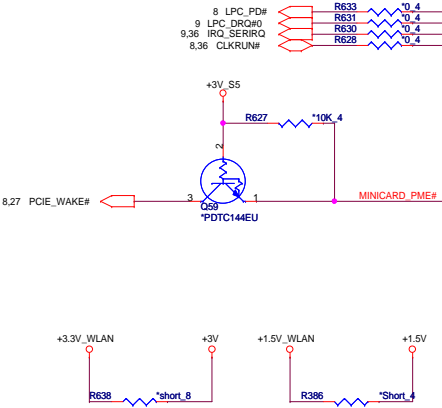 8 LPC_PD# R633 *0_4
9 LPC_DRQ#0 R631 *0_4
9,36 IRQ_SERIRQ R630 *0_4
8,36 CLKRUN# R628 *0_4
+3V_S5
R627 *10K_4
2
8,27 PCIE_WAKE# 3 1 MINICARD_PME#
Q59
*PDTC144EU
+3.3V_WLAN +3V +1.5V_WLAN +1.5V
R638 *short_8 R386 *Short_4